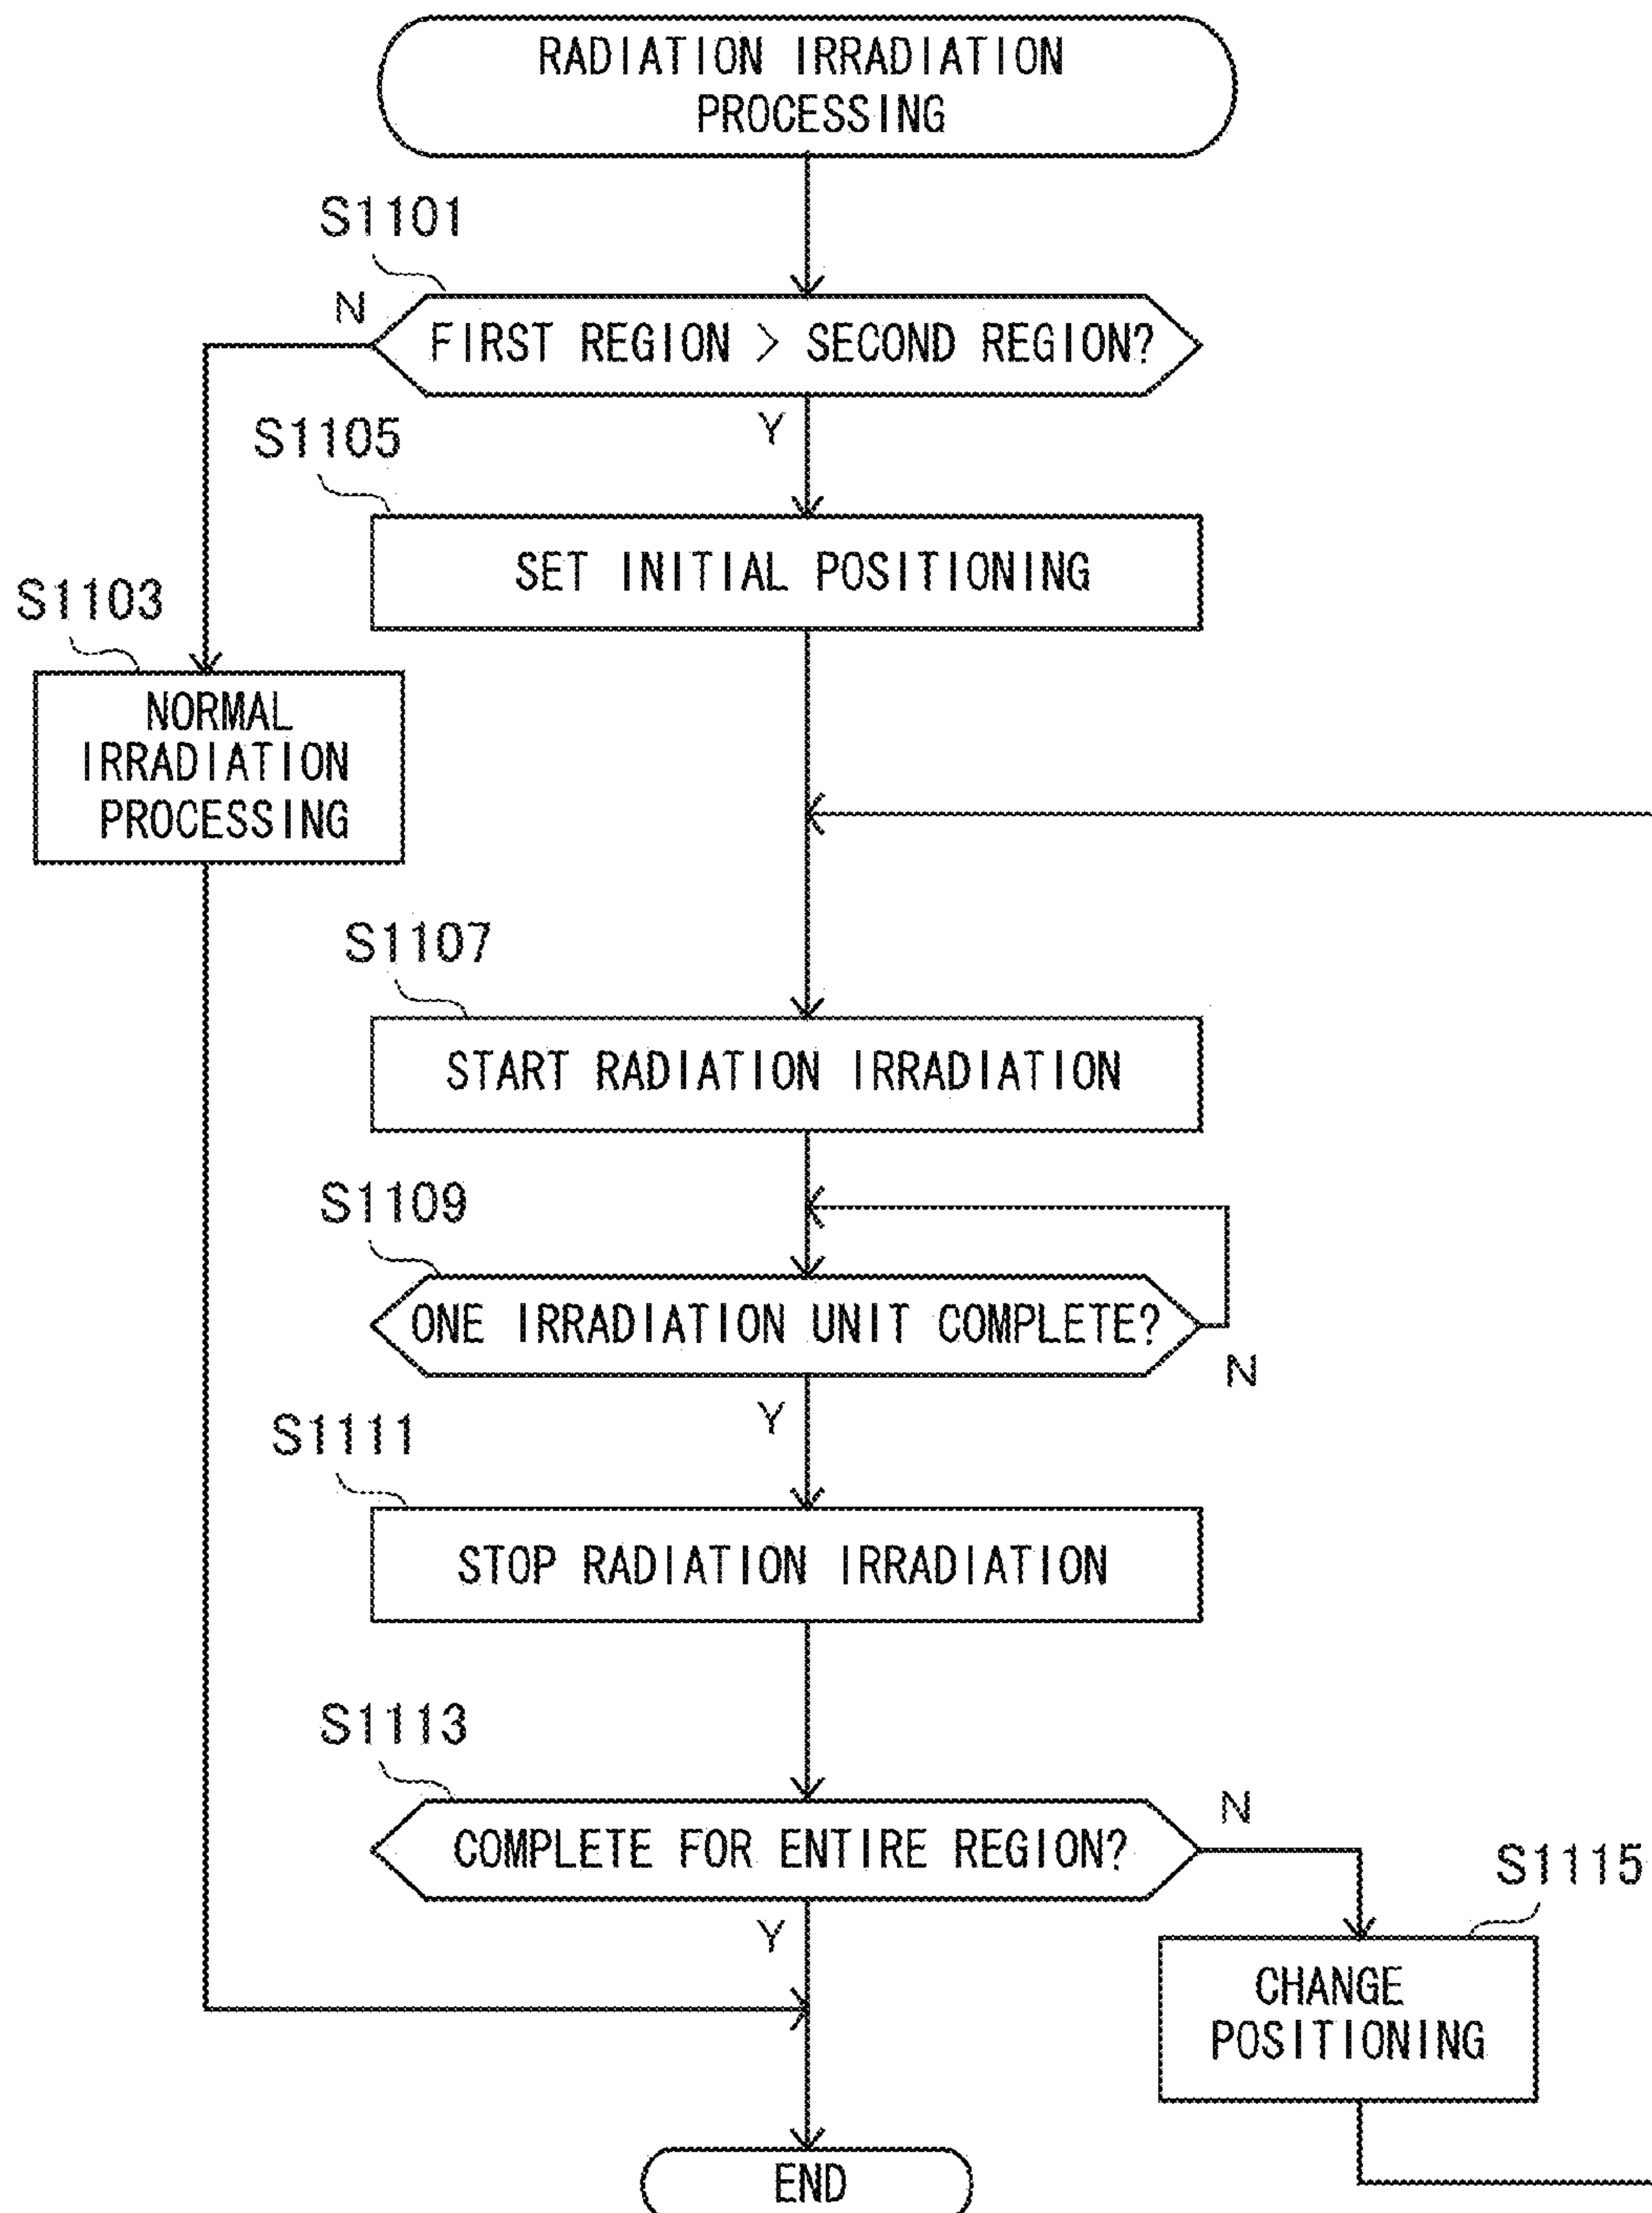 RADIATION IRRADIATION
PROCESSING
S1101
N
FIRST REGION > SECOND REGION?
Y
S1105
SET INITIAL POSITIONING
S1103
NORMAL
IRRADIATION
PROCESSING
S1107
START RADIATION IRRADIATION
S1109
ONE IRRADIATION UNIT COMPLETE?
N
Y
S1111
STOP RADIATION IRRADIATION
S1113
N
COMPLETE FOR ENTIRE REGION?
S1115
Y
CHANGE
POSITIONING
END